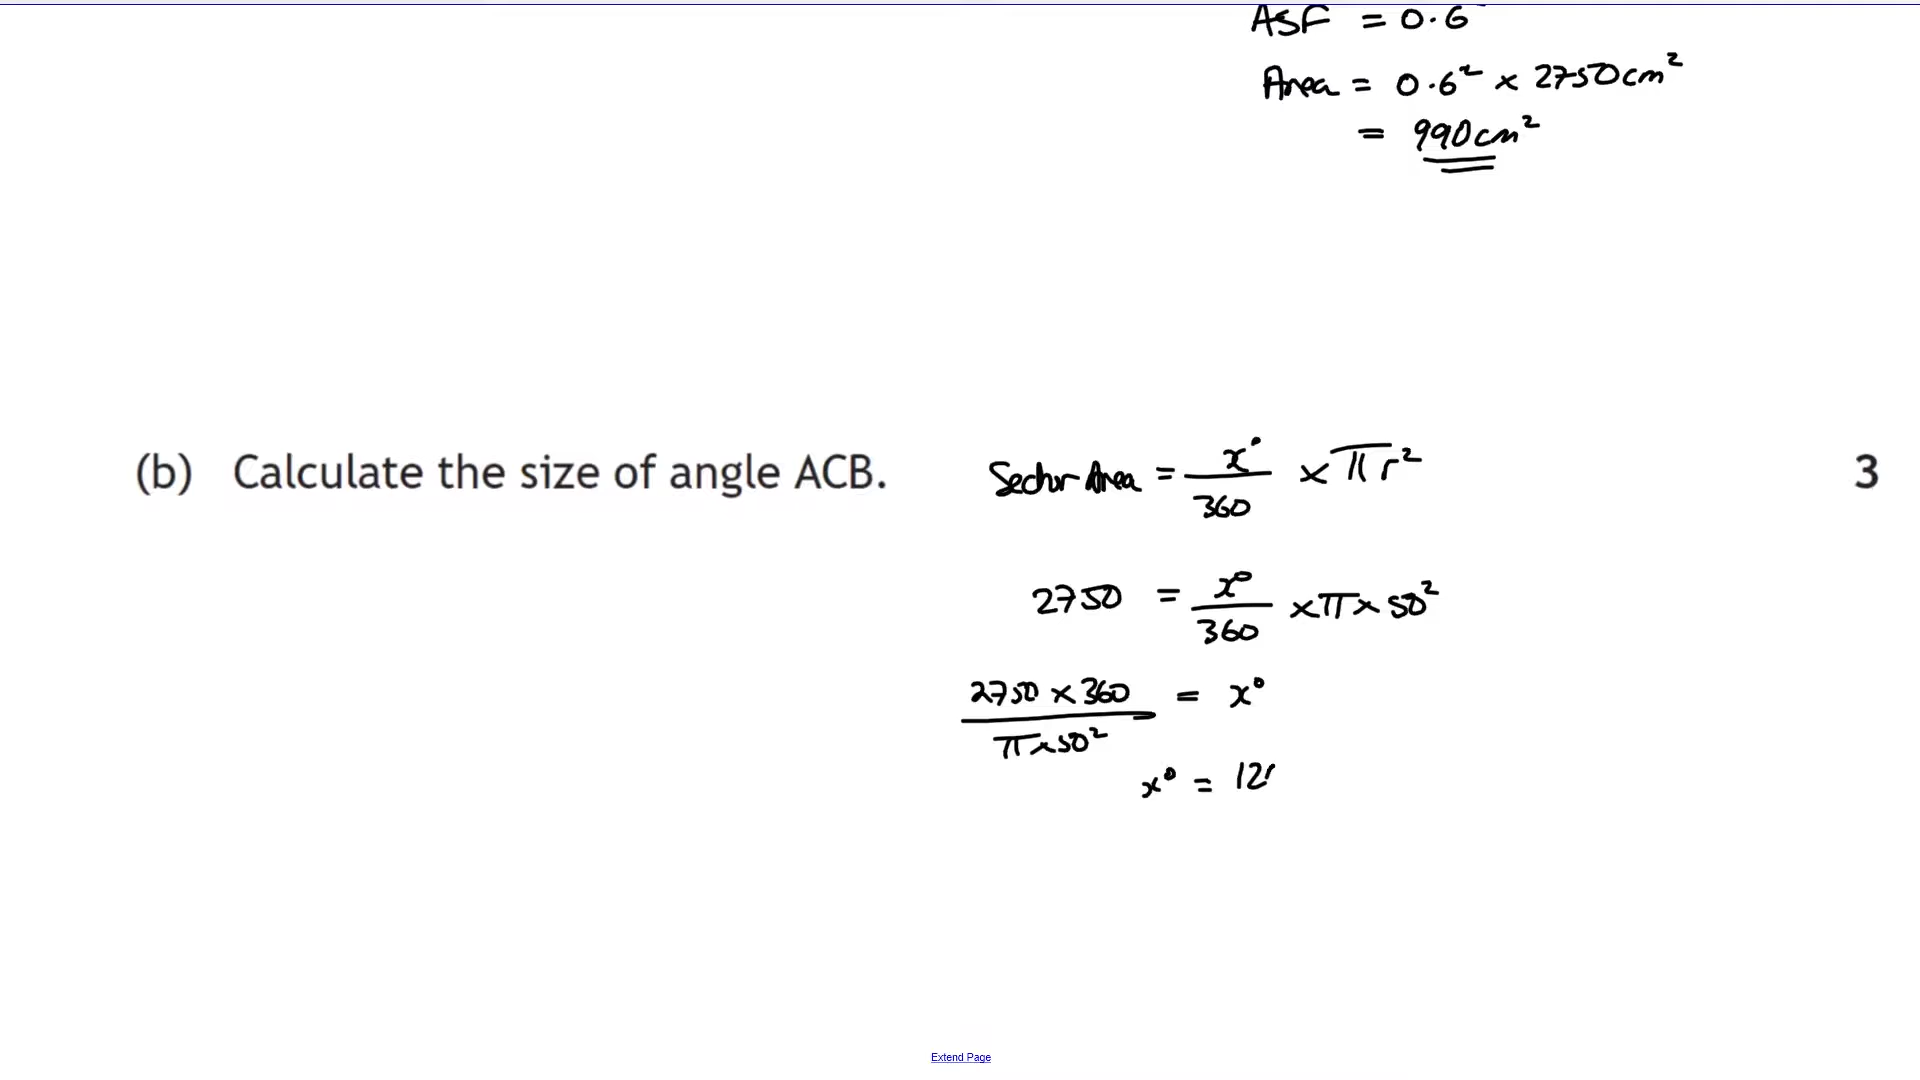 ASF = 0.6
Area = 0.6² × 2750cm²
= 990cm²
(b) Calculate the size of angle ACB.
Sector Area = x°/360 × πr²
3
2750 = x°/360 × π × 50²
2750 × 360 / π × 50² = x°
x° = 12
Extend Page